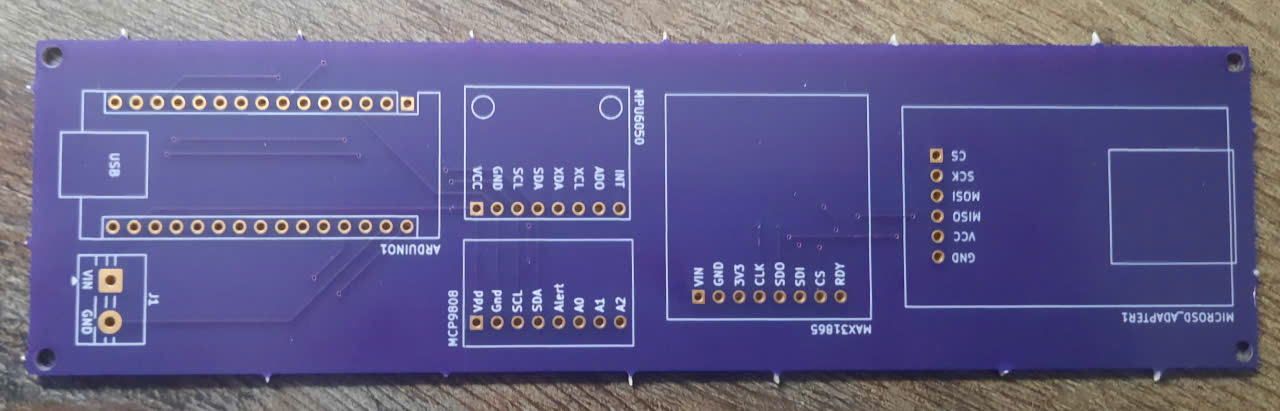 USB
ARDUINO1
VIN
GND
J1
MPU6050
VCC
GND
SCL
SDA
XDA
XCL
ADO
INT
MCP9808
Vdd
Gnd
SCL
SDA
Alert
A0
A1
A2
VIN
GND
3V3
CLK
SDO
SDI
CS
RDY
MAX31865
CS
SCK
MOSI
MISO
VCC
GND
MICROSD_ADAPTER1